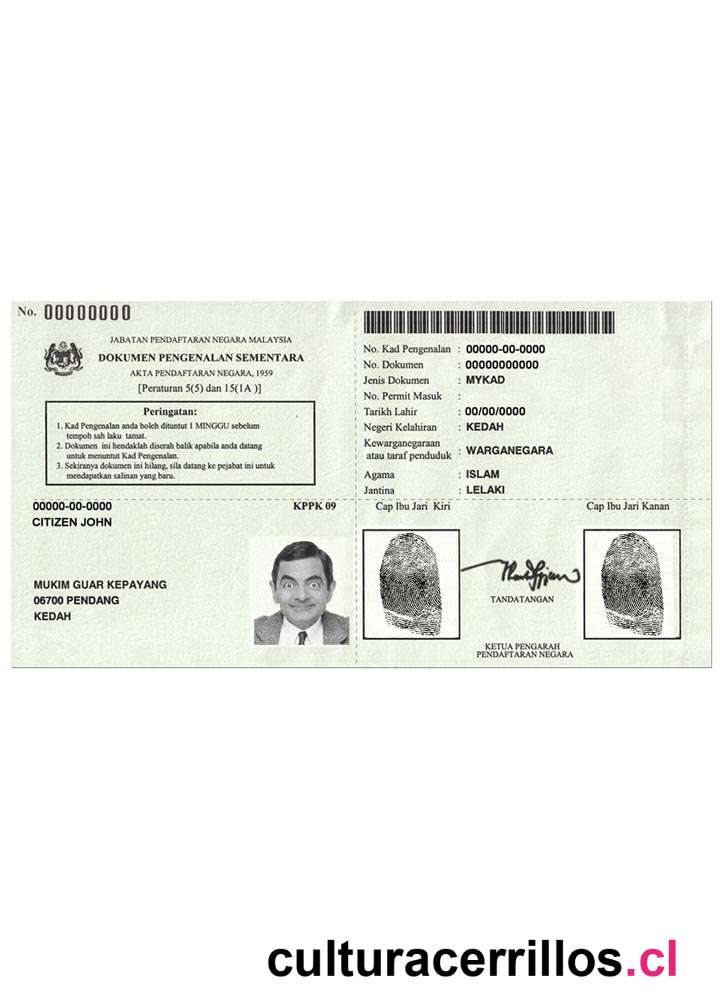 No. 00000000
JABATAN PENDAFTARAN NEGARA MALAYSIA
DOKUMEN PENGENALAN SEMENTARA
AKTA PENDAFTARAN NEGARA, 1959
[Peraturan 5(5) dan 15(1A )]
Peringatan:
1. Kad Pengenalan anda boleh dituntut 1 MINGGU sebelum
tempoh sah laku tamat.
2. Dokumen ini hendaklah diserah balik apabila anda datang
untuk menuntut Kad Pengenalan.
3. Sekiranya dokumen ini hilang, sila datang ke pejabat ini untuk
mendapatkan salinan yang baru.
00000-00-0000 KPPK 09
CITIZEN JOHN
MUKIM GUAR KEPAYANG
06700 PENDANG
KEDAH
No. Kad Pengenalan : 00000-00-0000
No. Dokumen : 00000000000
Jenis Dokumen : MYKAD
No. Permit Masuk :
Tarikh Lahir : 00/00/0000
Negeri Kelahiran : KEDAH
Kewarganegaraan
atau taraf penduduk : WARGANEGARA
Agama : ISLAM
Jantina : LELAKI
Cap Ibu Jari Kiri Cap Ibu Jari Kanan
TANDATANGAN
KETUA PENGARAH
PENDAFTARAN NEGARA
culturacerrillos.cl